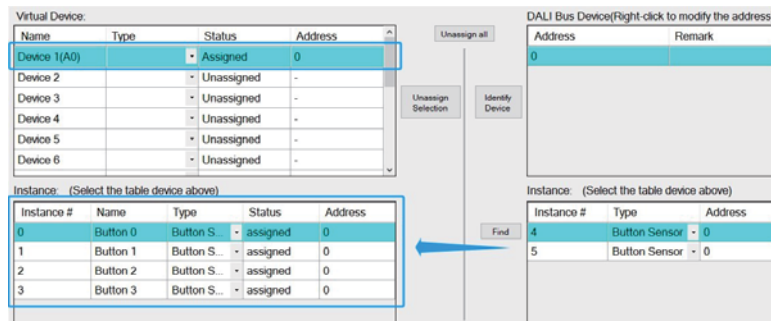 Virtual Device:
Name Type Status Address
Device 1(A0) Assigned 0
Device 2 Unassigned -
Device 3 Unassigned -
Device 4 Unassigned -
Device 5 Unassigned -
Device 6 Unassigned -
Instance: (Select the table device above)
Instance # Name Type Status Address
0 Button 0 Button S... assigned 0
1 Button 1 Button S... assigned 0
2 Button 2 Button S... assigned 0
3 Button 3 Button S... assigned 0
Unassign all
Unassign
Selection
Identify
Device
Find
DALI Bus Device(Right-click to modify the address
Address Remark
0
Instance: (Select the table device above)
Instance # Type Address
4 Button Sensor 0
5 Button Sensor 0